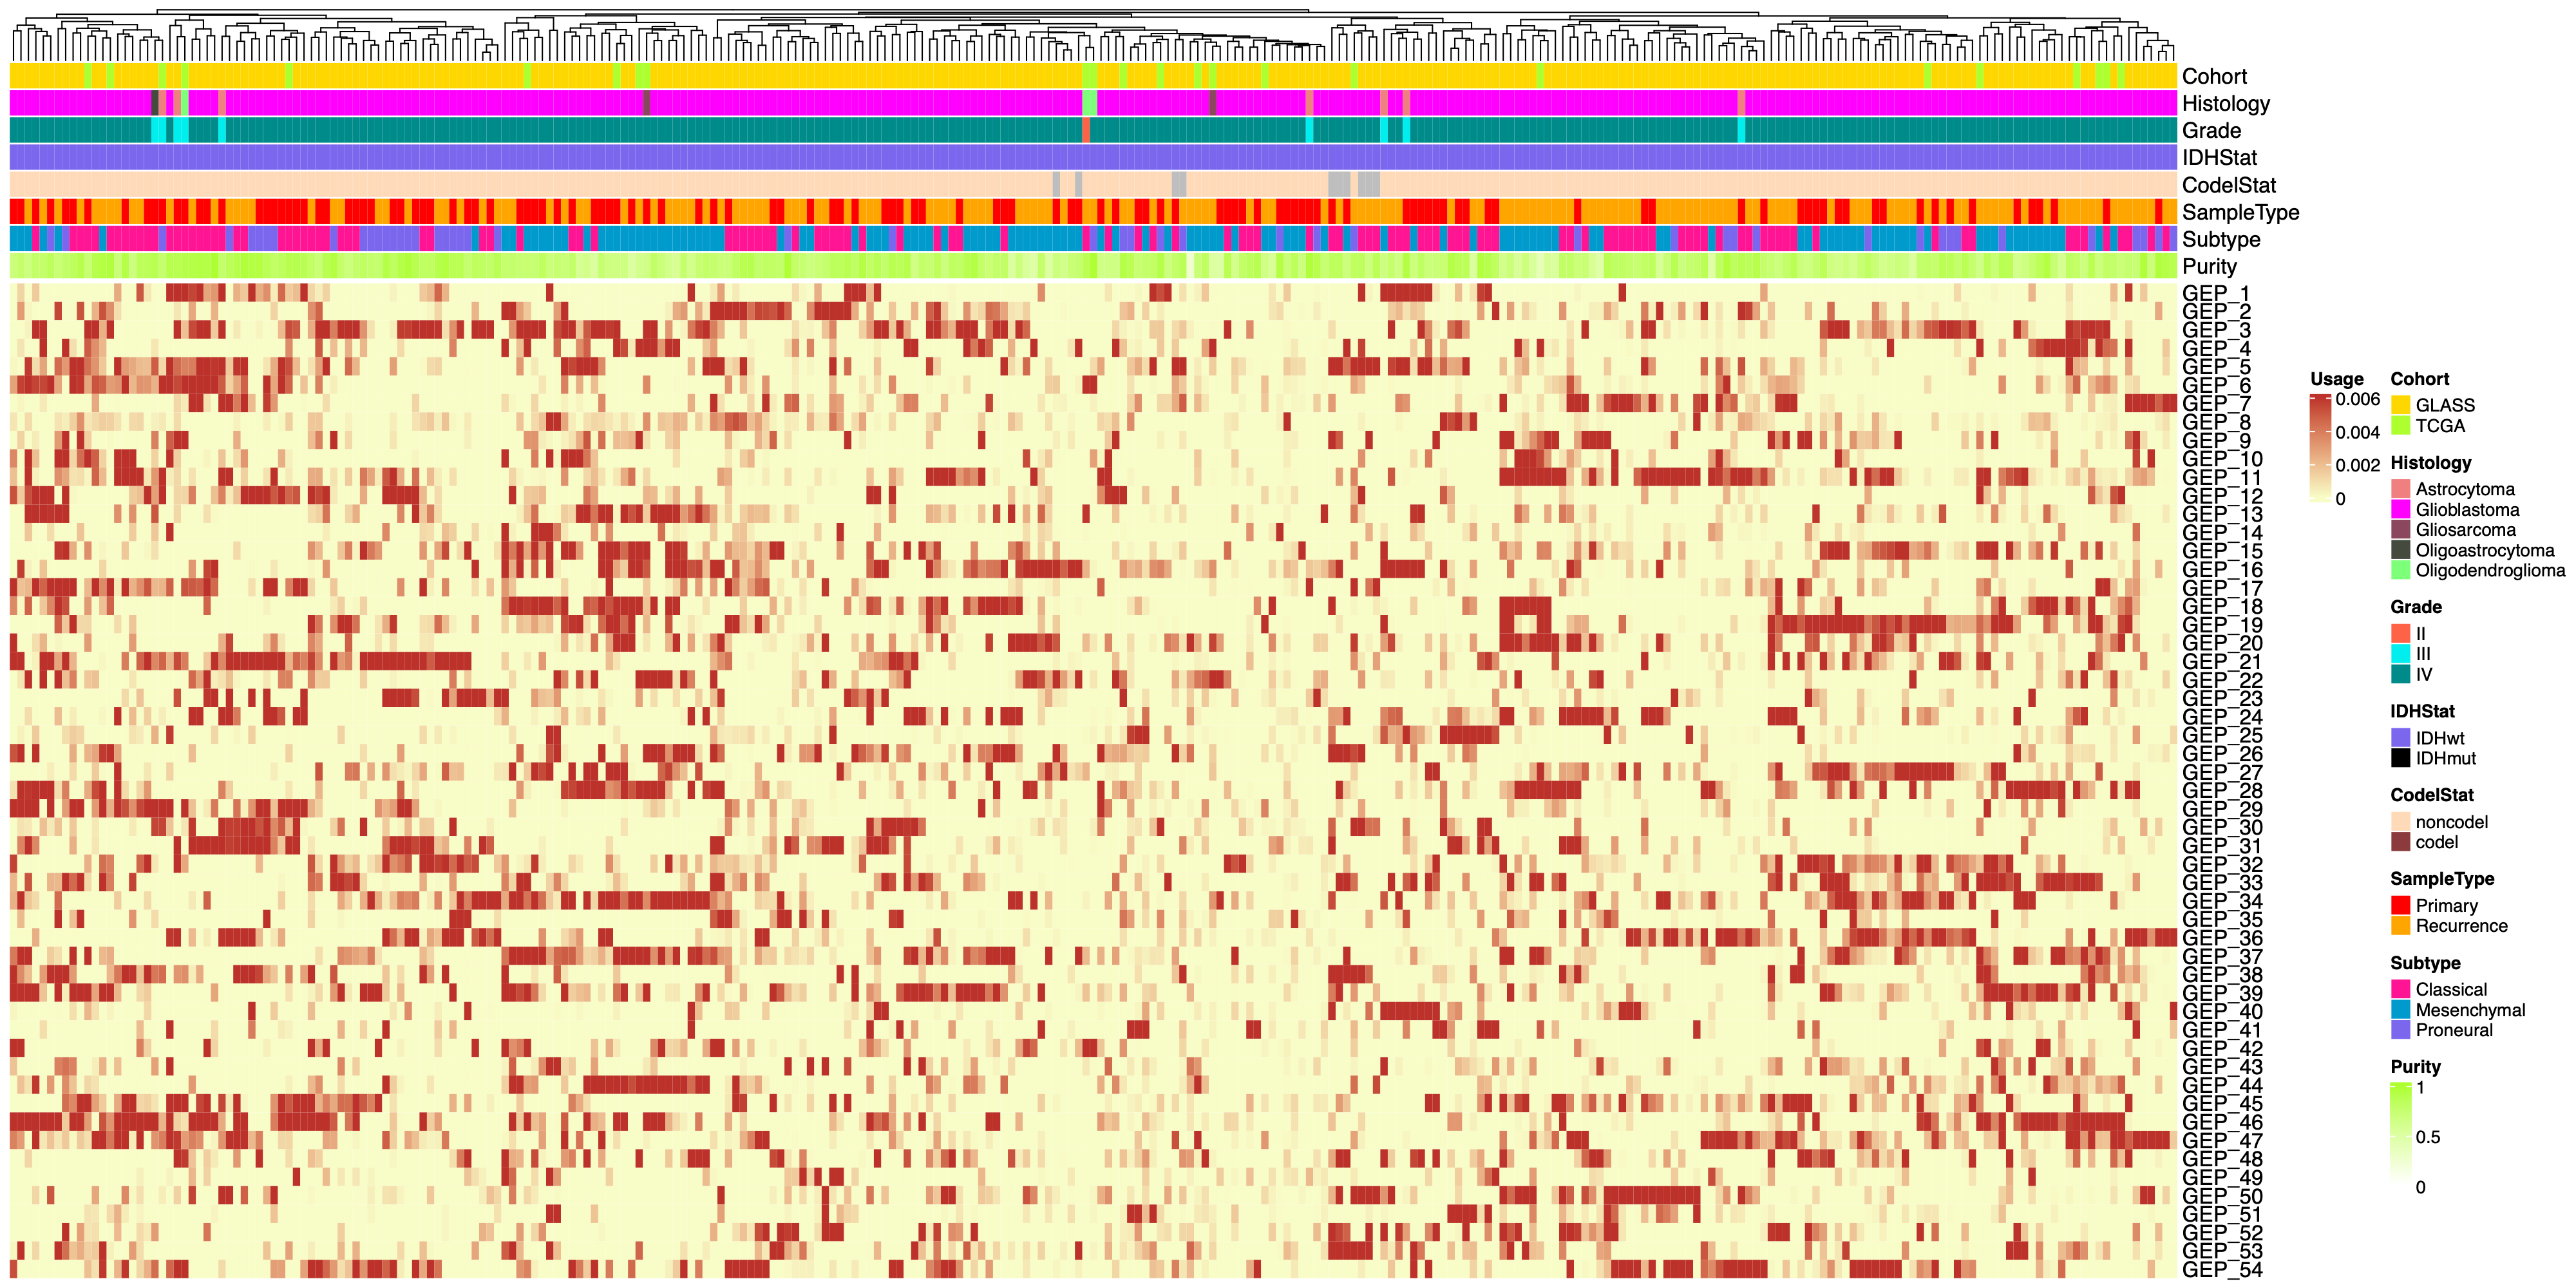 Cohort
Histology
Grade
IDHStat
CodelStat
SampleType
Subtype
Purity
GEP_1
GEP_2
GEP_3
GEP_4
GEP_5
GEP_6
GEP_7
GEP_8
GEP_9
GEP_10
GEP_11
GEP_12
GEP_13
GEP_14
GEP_15
GEP_16
GEP_17
GEP_18
GEP_19
GEP_20
GEP_21
GEP_22
GEP_23
GEP_24
GEP_25
GEP_26
GEP_27
GEP_28
GEP_29
GEP_30
GEP_31
GEP_32
GEP_33
GEP_34
GEP_35
GEP_36
GEP_37
GEP_38
GEP_39
GEP_40
GEP_41
GEP_42
GEP_43
GEP_44
GEP_45
GEP_46
GEP_47
GEP_48
GEP_49
GEP_50
GEP_51
GEP_52
GEP_53
GEP_54
Usage
0.006
0.004
0.002
0
Cohort
GLASS
TCGA
Histology
Astrocytoma
Glioblastoma
Gliosarcoma
Oligoastrocytoma
Oligodendroglioma
Grade
II
III
IV
IDHStat
IDHwt
IDHmut
CodelStat
noncodel
codel
SampleType
Primary
Recurrence
Subtype
Classical
Mesenchymal
Proneural
Purity
1
0.5
0